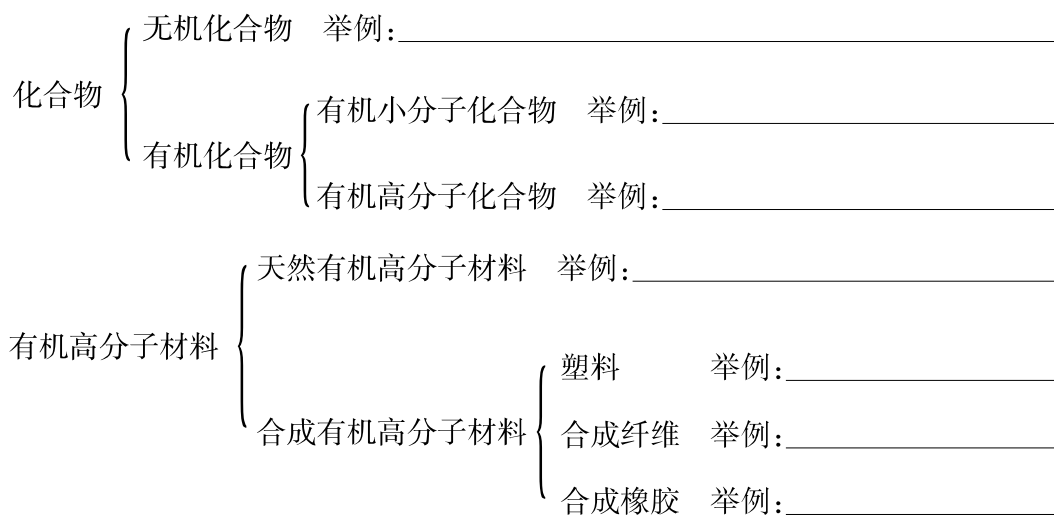 无机化合物 举例:
化合物
有机小分子化合物 举例:
有机化合物
有机高分子化合物 举例:
天然有机高分子材料 举例:
有机高分子材料
塑料 举例:
合成有机高分子材料
合成纤维 举例:
合成橡胶 举例: